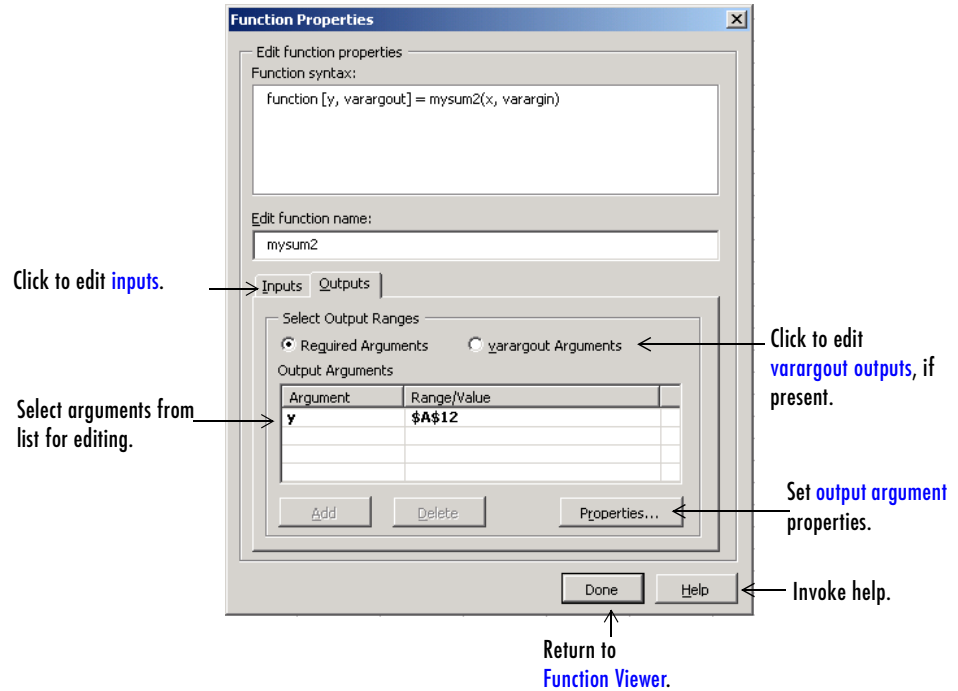 Function Properties
Edit function properties
Function syntax:
function [y, varargout] = mysum2(x, varargin)
Edit function name:
mysum2
Click to edit inputs.
Inputs
Outputs
Select Output Ranges
Required Arguments
varargout Arguments
Click to edit
varargout outputs, if
present.
Output Arguments
Argument
Range/Value
y
$A$12
Select arguments from
list for editing.
Add
Delete
Properties...
Set output argument
properties.
Done
Help
Invoke help.
Return to
Function Viewer.